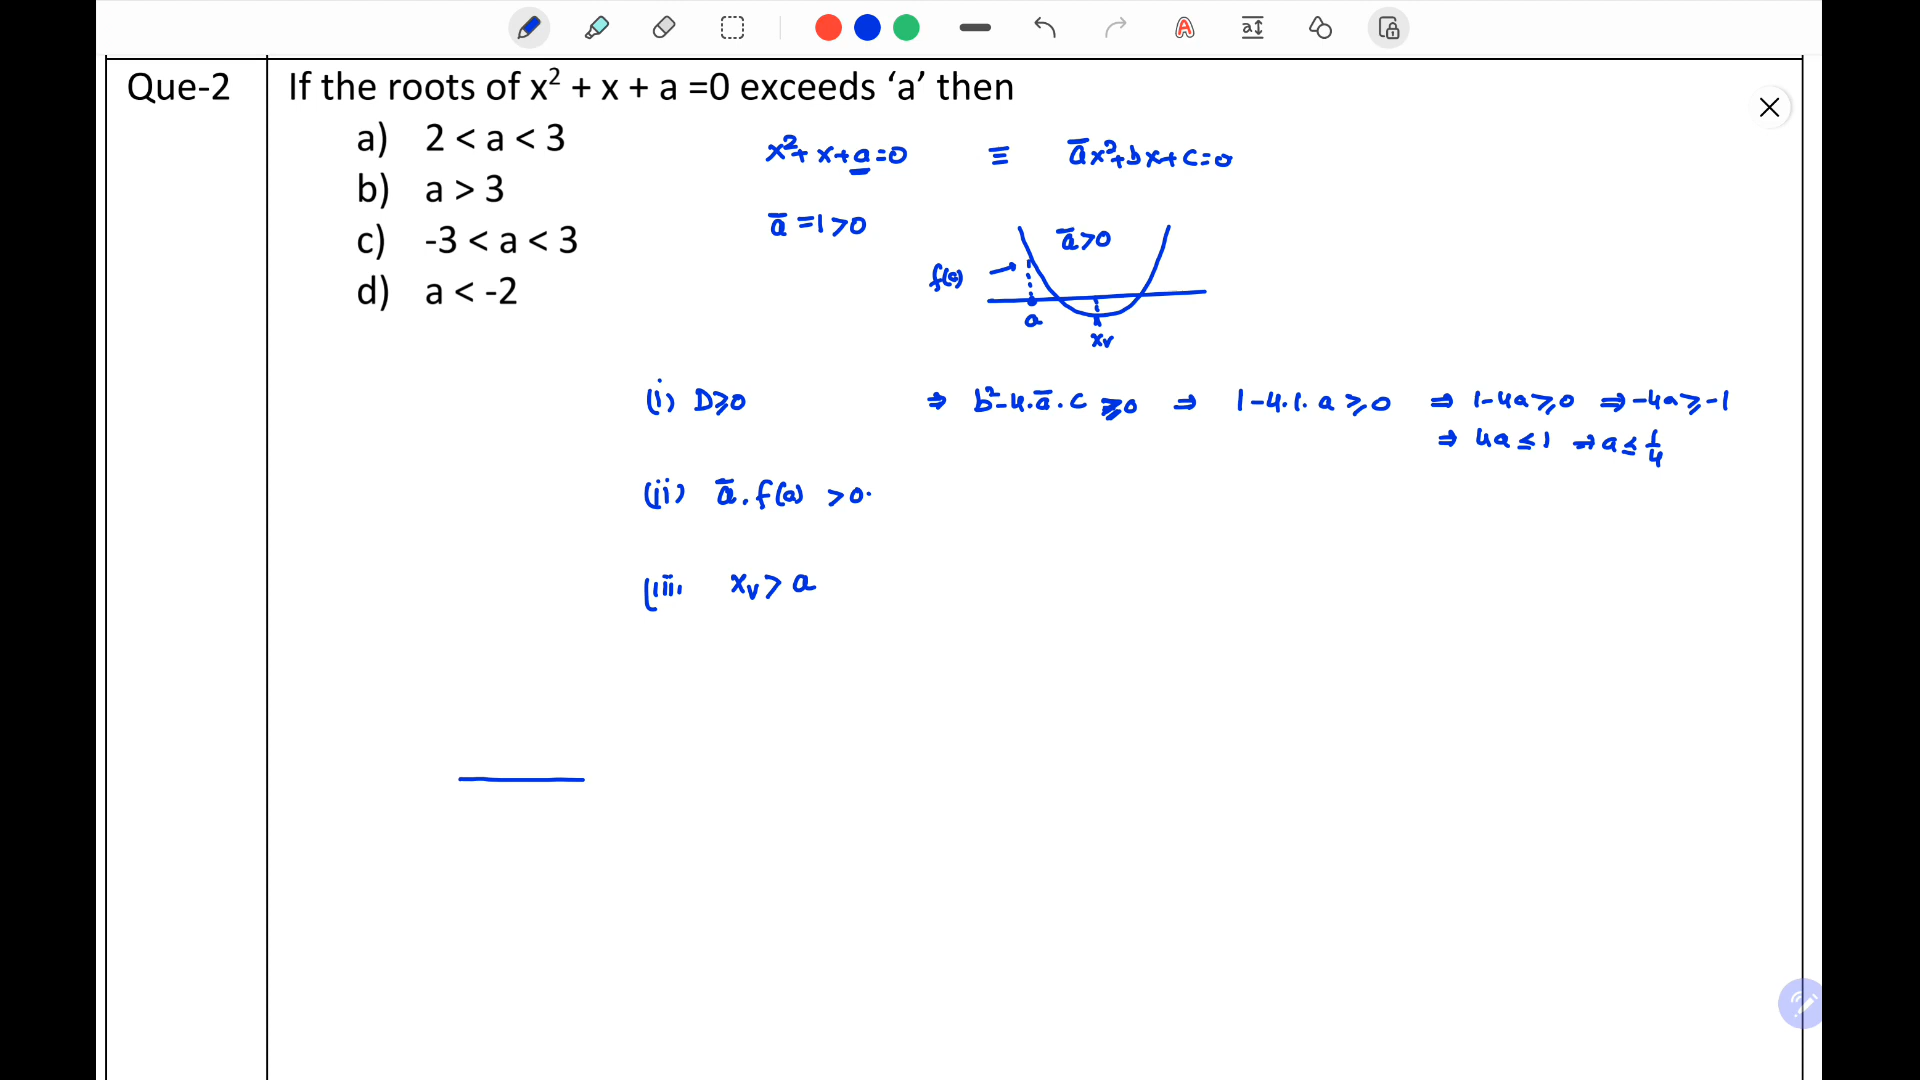 Que-2
If the roots of x² + x + a =0 exceeds ‘a’ then
a) 2 < a < 3
b) a > 3
c) -3 < a < 3
d) a < -2
x²+ x+a=0 ≡ a̅x²+bx+c=0
a̅ =1>0
a̅>0
f(a)
a
xᵥ
(i) D≥0 ⇒ b²-4.a̅.c ≥0 ⇒ 1-4.1.a ≥0 ⇒ 1-4a≥0 ⇒ -4a≥-1
⇒ 4a≤1 ⇒ a≤ 1/4
(ii) a̅.f(a) >0.
(iii xᵥ> a